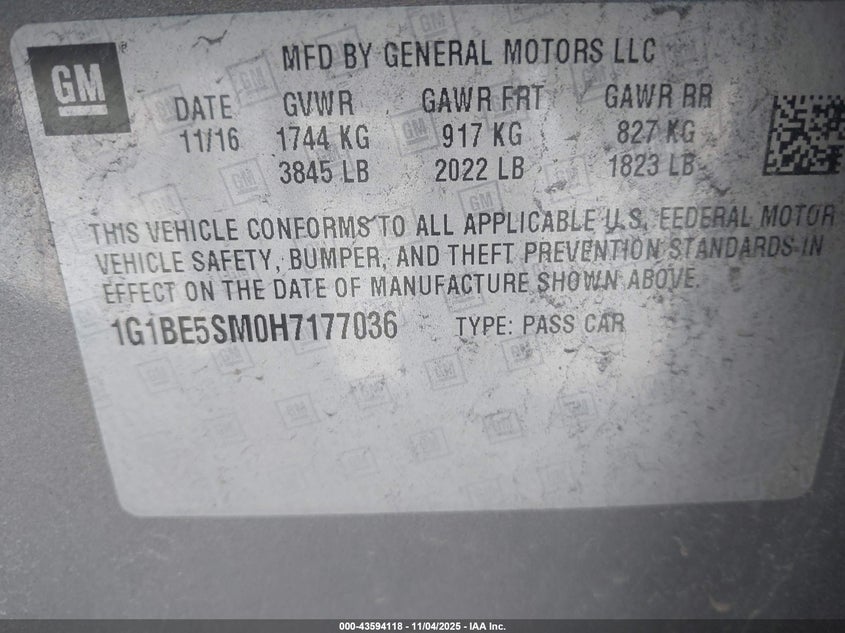 GM
MFD BY GENERAL MOTORS LLC
DATE GVWR GAWR FRT GAWR RR
11/16 1744 KG 917 KG 827 KG
3845 LB 2022 LB 1823 LB
THIS VEHICLE CONFORMS TO ALL APPLICABLE U.S. FEDERAL MOTOR
VEHICLE SAFETY, BUMPER, AND THEFT PREVENTION STANDARDS IN
EFFECT ON THE DATE OF MANUFACTURE SHOWN ABOVE.
1G1BE5SM0H7177036 TYPE: PASS CAR
000-43594118 - 11/04/2025 - IAA Inc.